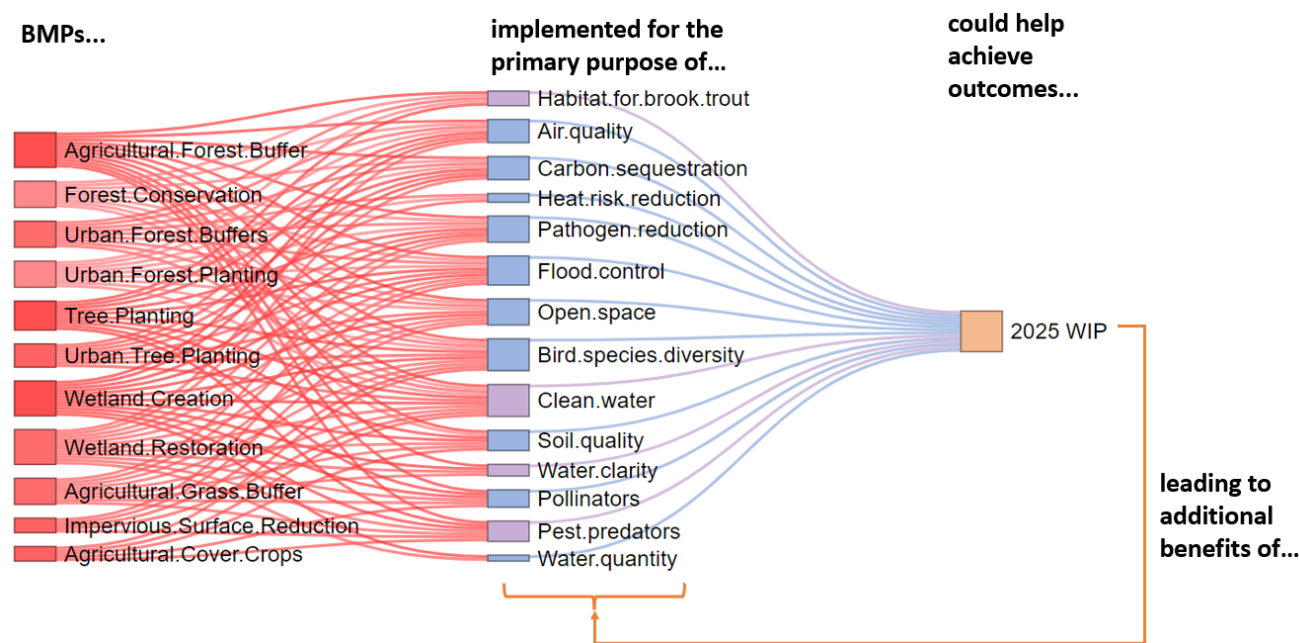 BMPs...
implemented for the
primary purpose of...
could help
achieve
outcomes...
Agricultural.Forest.Buffer
Forest.Conservation
Urban.Forest.Buffers
Urban.Forest.Planting
Tree.Planting
Urban.Tree.Planting
Wetland.Creation
Wetland.Restoration
Agricultural.Grass.Buffer
Impervious.Surface.Reduction
Agricultural.Cover.Crops
Habitat.for.brook.trout
Air.quality
Carbon.sequestration
Heat.risk.reduction
Pathogen.reduction
Flood.control
Open.space
Bird.species.diversity
Clean.water
Soil.quality
Water.clarity
Pollinators
Pest.predators
Water.quantity
2025 WIP
leading to
additional
benefits of...